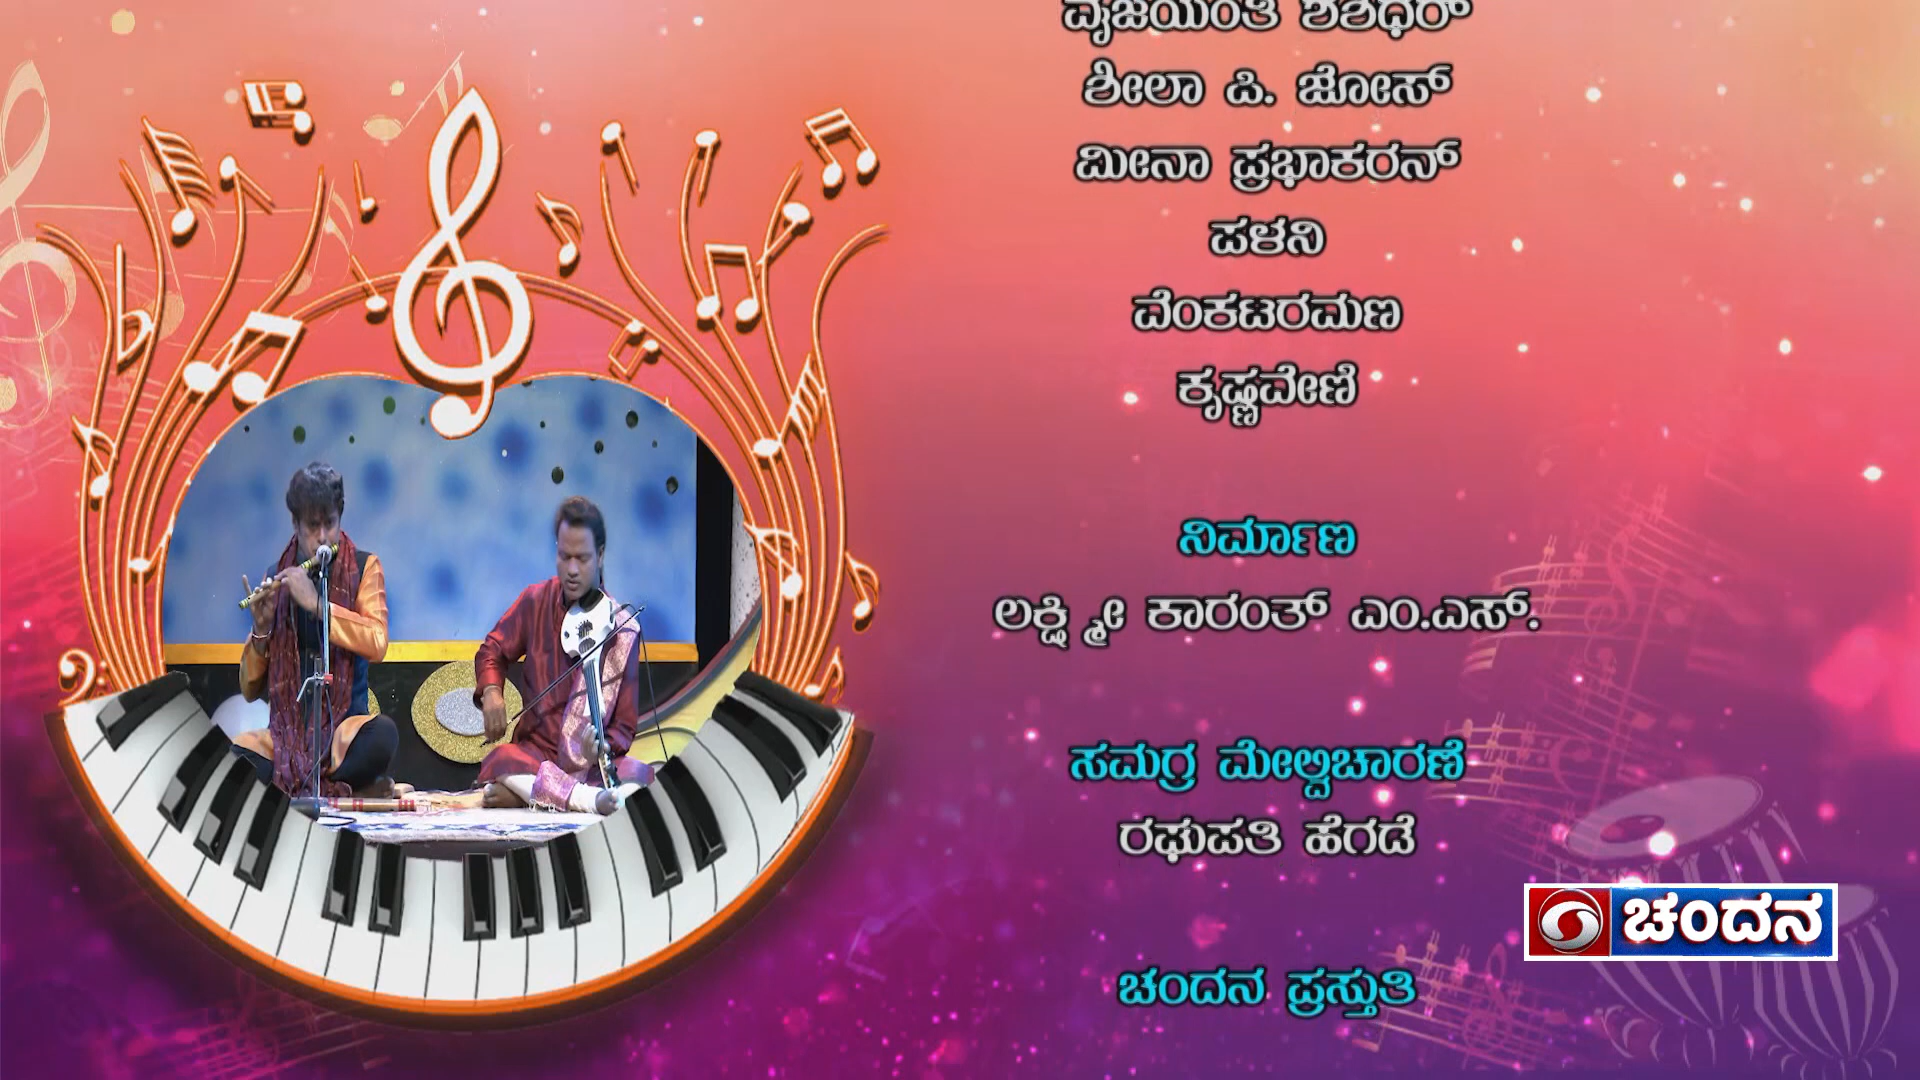 ವೈಜಯಂತಿ ಶಶಿಧರ್
ಶೀಲಾ ಪಿ. ಜೋಸ್
ಮೀನಾ ಪ್ರಭಾಕರನ್
ಪಳನಿ
ವೆಂಕಟರಮಣ
ಕೃಷ್ಣವೇಣಿ
ನಿರ್ಮಾಣ
ಲಕ್ಷ್ಮೀ ಕಾರಂತ್ ಎಂ.ಎಸ್.
ಸಮಗ್ರ ಮೇಲ್ವಿಚಾರಣೆ
ರಘುಪತಿ ಹೆಗಡೆ
ಚಂದನ
ಚಂದನ ಪ್ರಸ್ತುತಿ